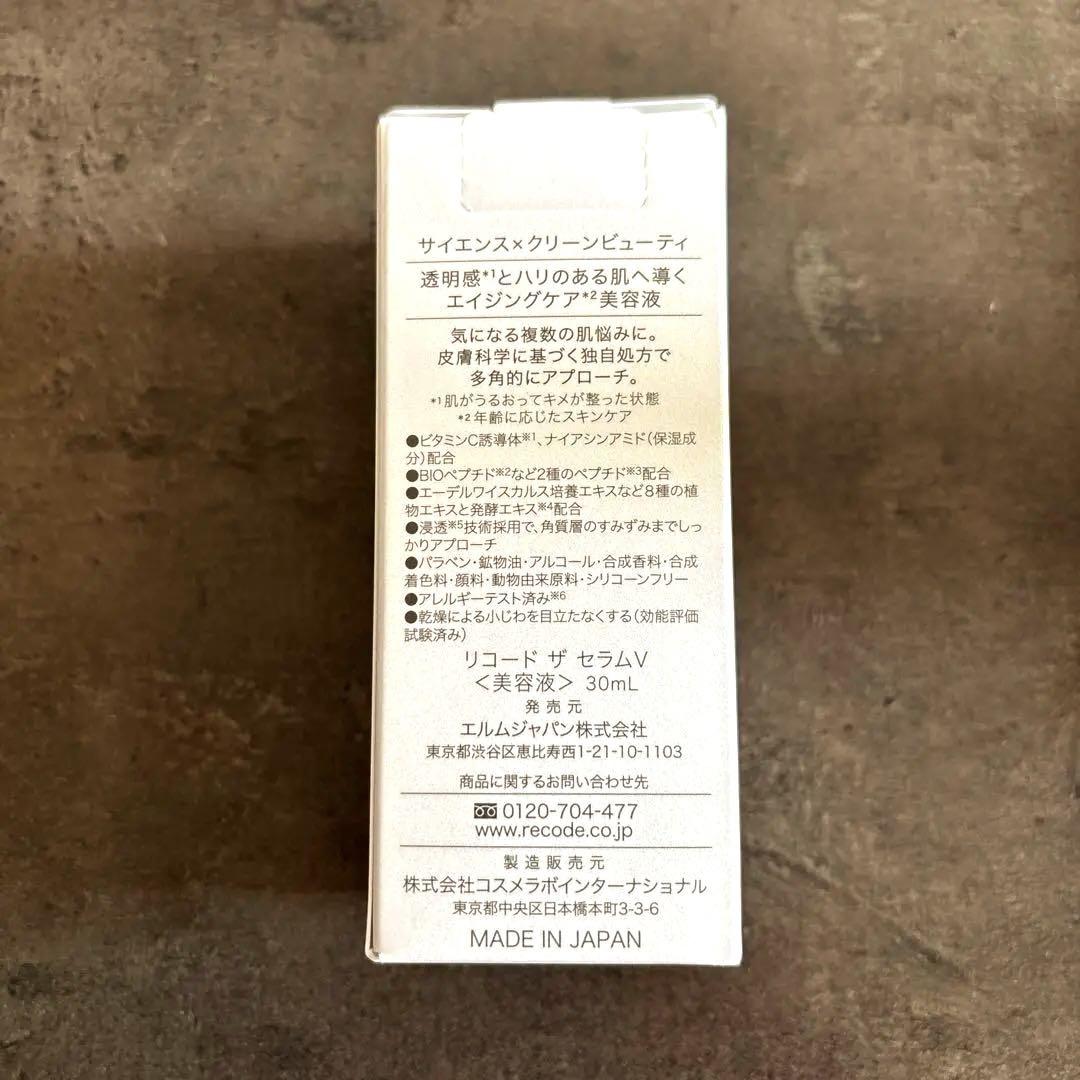 サイエンス×クリーンビューティ
透明感*1とハリのある肌へ導く
エイジングケア*2美容液
気になる複数の肌悩みに。
皮膚科学に基づく独自処方で
多角的にアプローチ。
*1肌がうるおってキメが整った状態
*2年齢に応じたスキンケア
●ビタミンC誘導体※1、ナイアシンアミド(保湿成
分)配合
●BIOペプチド※2など2種のペプチド※3配合
●エーデルワイスカルス培養エキスなど8種の植
物エキスと発酵エキス※4配合
●浸透※5技術採用で、角質層のすみずみまでしっ
かりアプローチ
●パラベン・鉱物油・アルコール・合成香料・合成
着色料・顔料・動物由来原料・シリコーンフリー
●アレルギーテスト済み※6
●乾燥による小じわを目立たなくする(効能評価
試験済み)
リコード ザ セラムV
<美容液> 30mL
発売元
エルムジャパン株式会社
東京都渋谷区恵比寿西1-21-10-1103
商品に関するお問い合わせ先
0120-704-477
www.recode.co.jp
製造販売元
株式会社コスメラボインターナショナル
東京都中央区日本橋本町3-3-6
MADE IN JAPAN